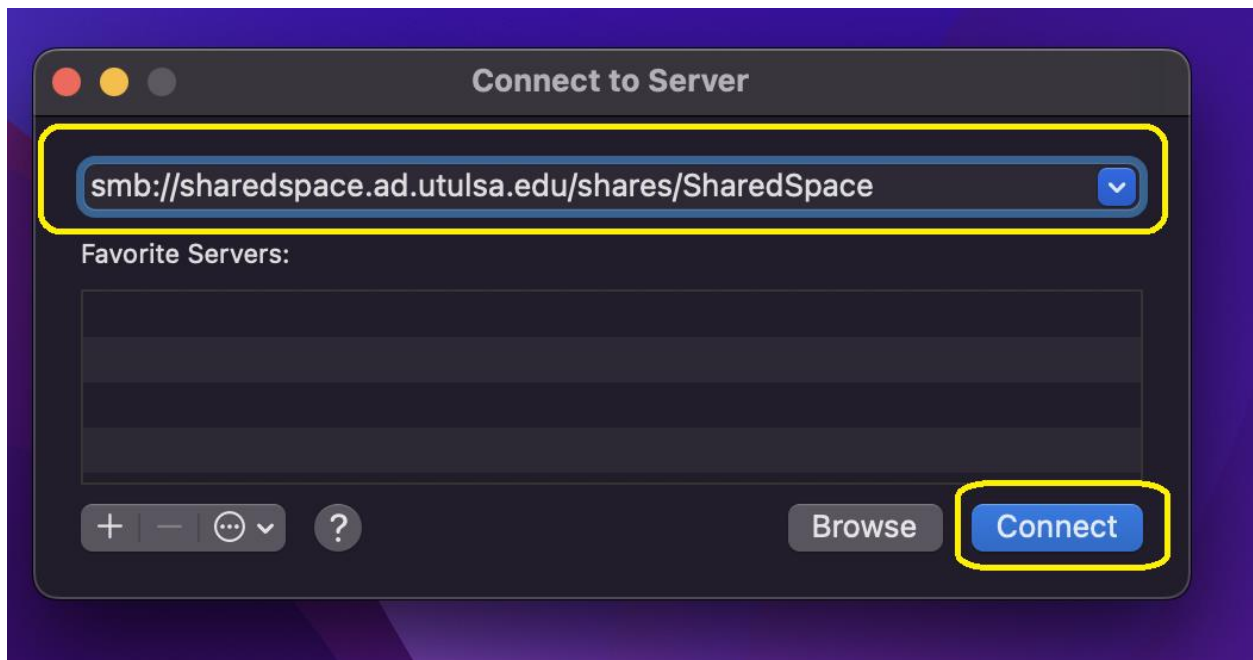 Connect to Server
smb://sharedspace.ad.utulsa.edu/shares/SharedSpace
Favorite Servers:
? Browse Connect